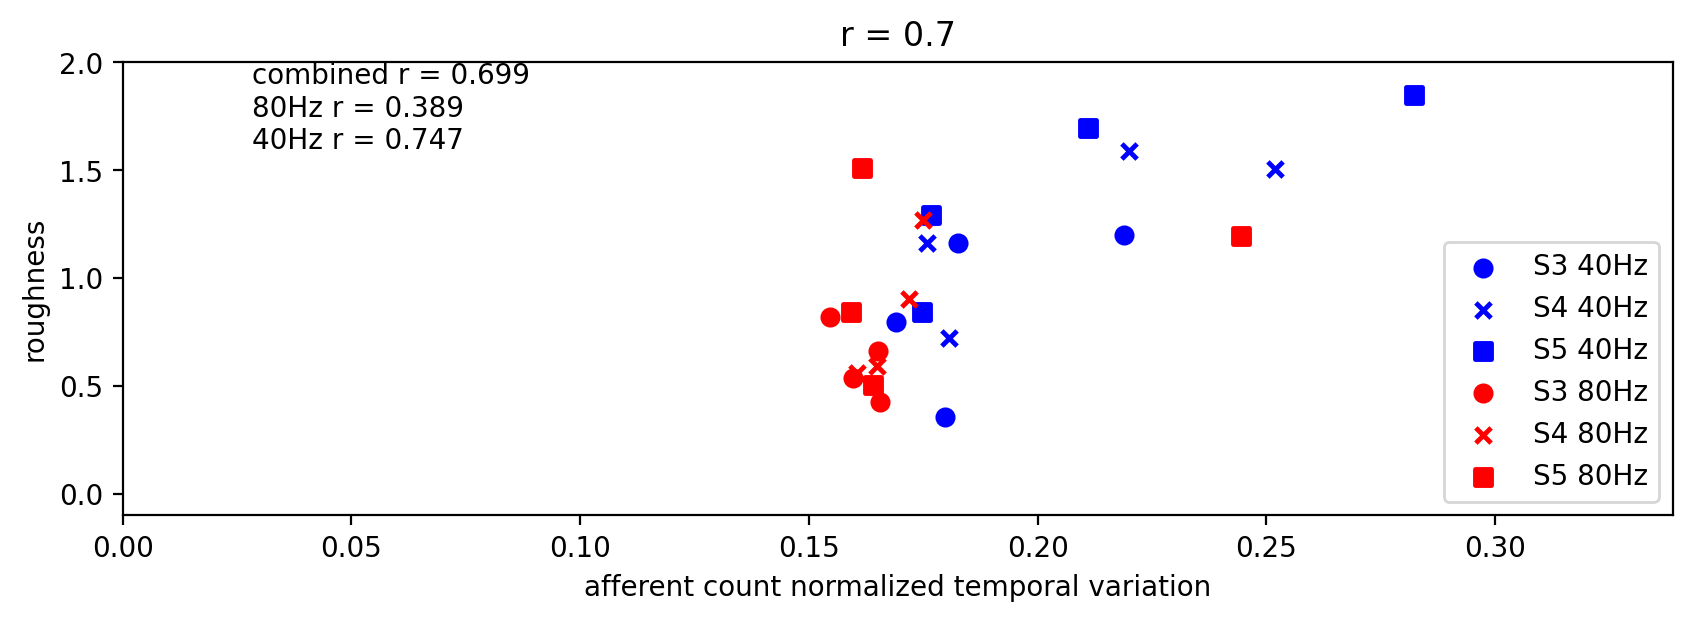 r = 0.7
combined r = 0.699
80Hz r = 0.389
40Hz r = 0.747
2.0
1.5
1.0
0.5
0.0
roughness
S3 40Hz
S4 40Hz
S5 40Hz
S3 80Hz
S4 80Hz
S5 80Hz
0.00 0.05 0.10 0.15 0.20 0.25 0.30
afferent count normalized temporal variation